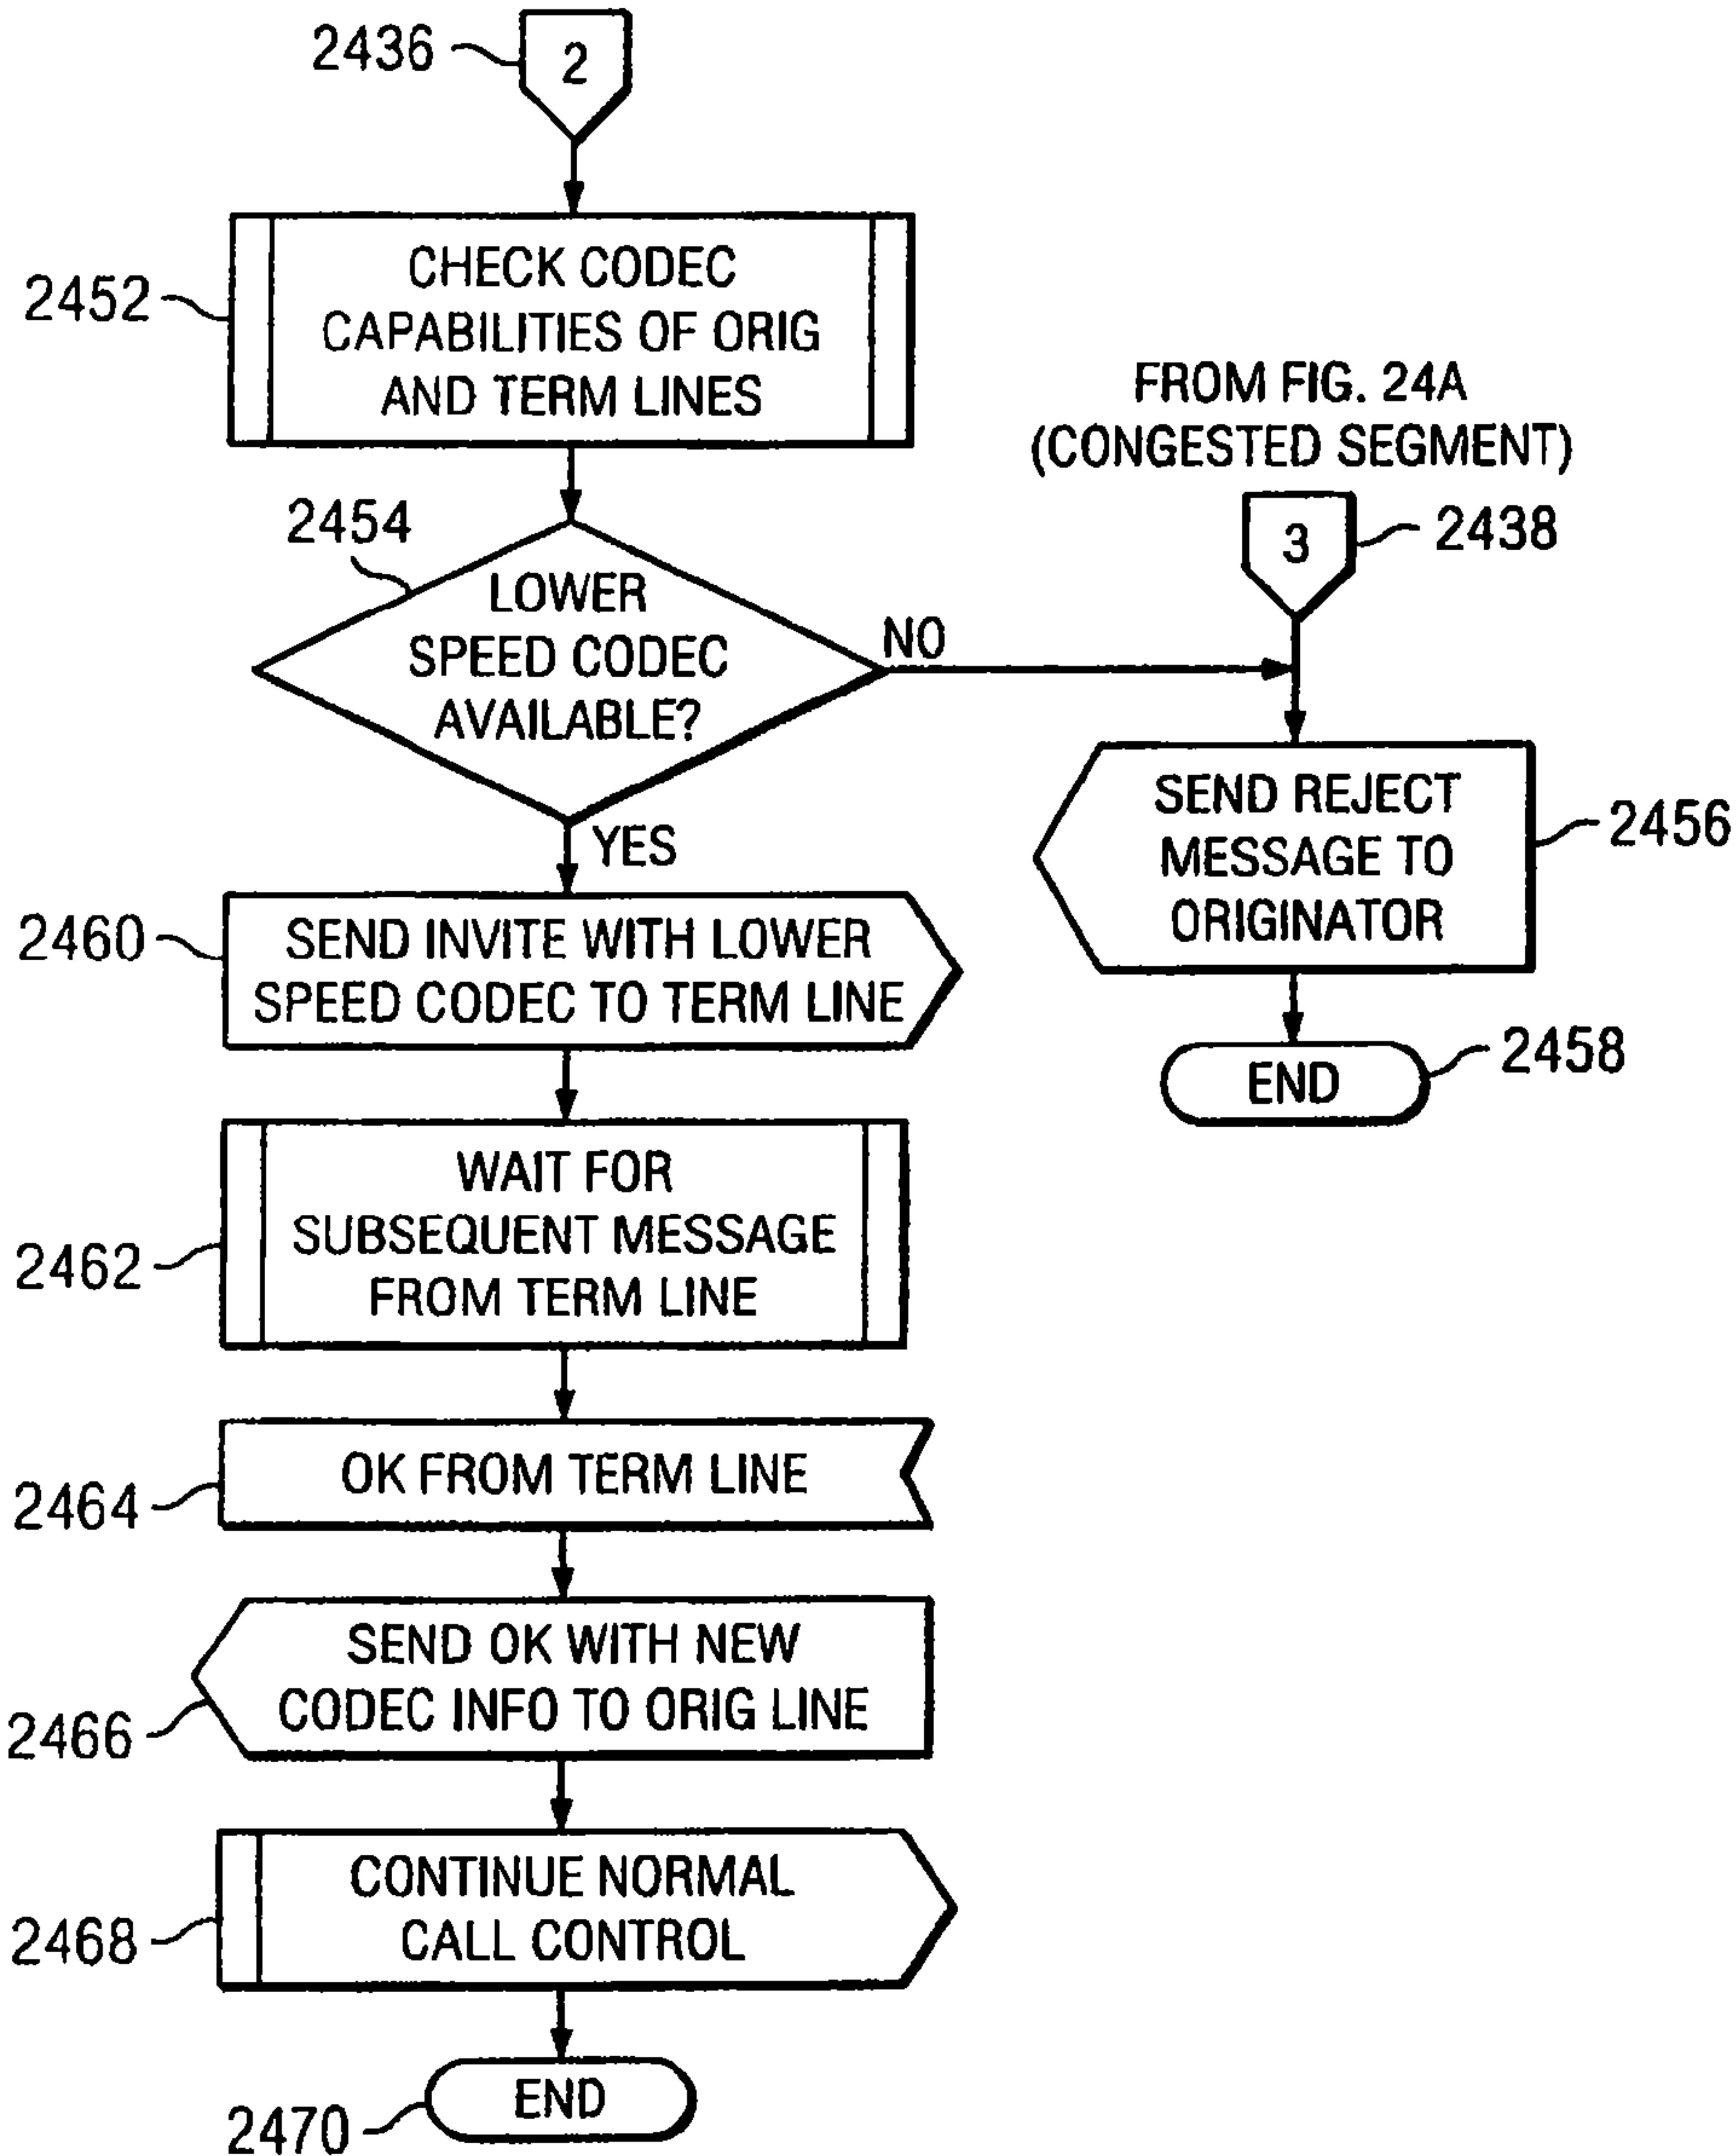 2436
2
2452
CHECK CODEC
CAPABILITIES OF ORIG
AND TERM LINES
FROM FIG. 24A
(CONGESTED SEGMENT)
2454
LOWER
SPEED CODEC
AVAILABLE?
NO
3
2438
YES
SEND REJECT
MESSAGE TO
ORIGINATOR
2456
2460
SEND INVITE WITH LOWER
SPEED CODEC TO TERM LINE
END
2458
2462
WAIT FOR
SUBSEQUENT MESSAGE
FROM TERM LINE
2464
OK FROM TERM LINE
2466
SEND OK WITH NEW
CODEC INFO TO ORIG LINE
2468
CONTINUE NORMAL
CALL CONTROL
2470
END